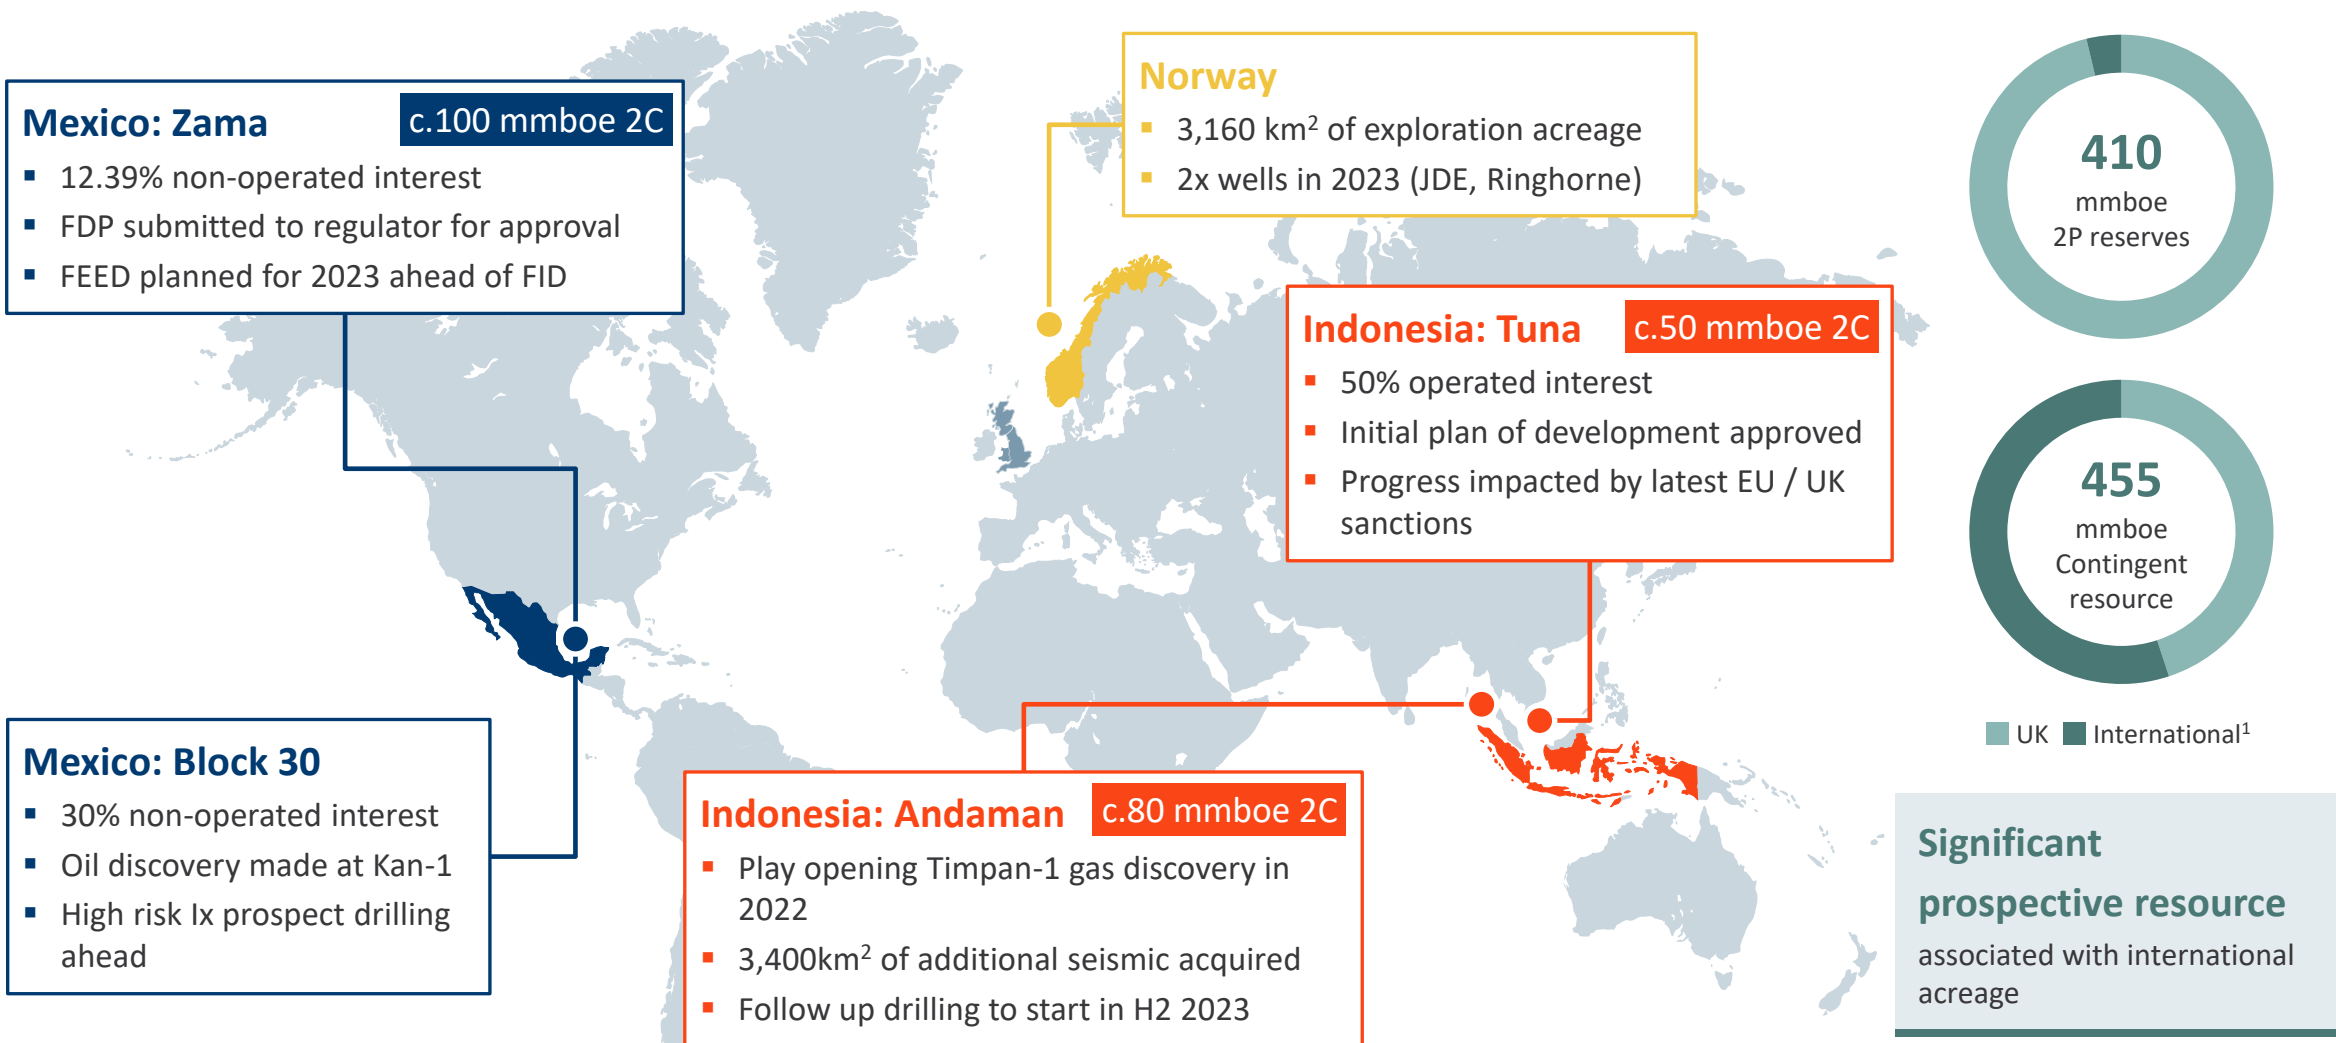 Mexico: Zama
c.100 mmboe 2C
▪ 12.39% non-operated interest
▪ FDP submitted to regulator for approval
▪ FEED planned for 2023 ahead of FID
Norway
▪ 3,160 km² of exploration acreage
▪ 2x wells in 2023 (JDE, Ringhorne)
Indonesia: Tuna
c.50 mmboe 2C
▪ 50% operated interest
▪ Initial plan of development approved
▪ Progress impacted by latest EU / UK
sanctions
Mexico: Block 30
▪ 30% non-operated interest
▪ Oil discovery made at Kan-1
▪ High risk Ix prospect drilling
ahead
Indonesia: Andaman
c.80 mmboe 2C
▪ Play opening Timpan-1 gas discovery in
2022
▪ 3,400km² of additional seismic acquired
▪ Follow up drilling to start in H2 2023
410
mmboe
2P reserves
455
mmboe
Contingent
resource
UK International¹
Significant
prospective resource
associated with international
acreage